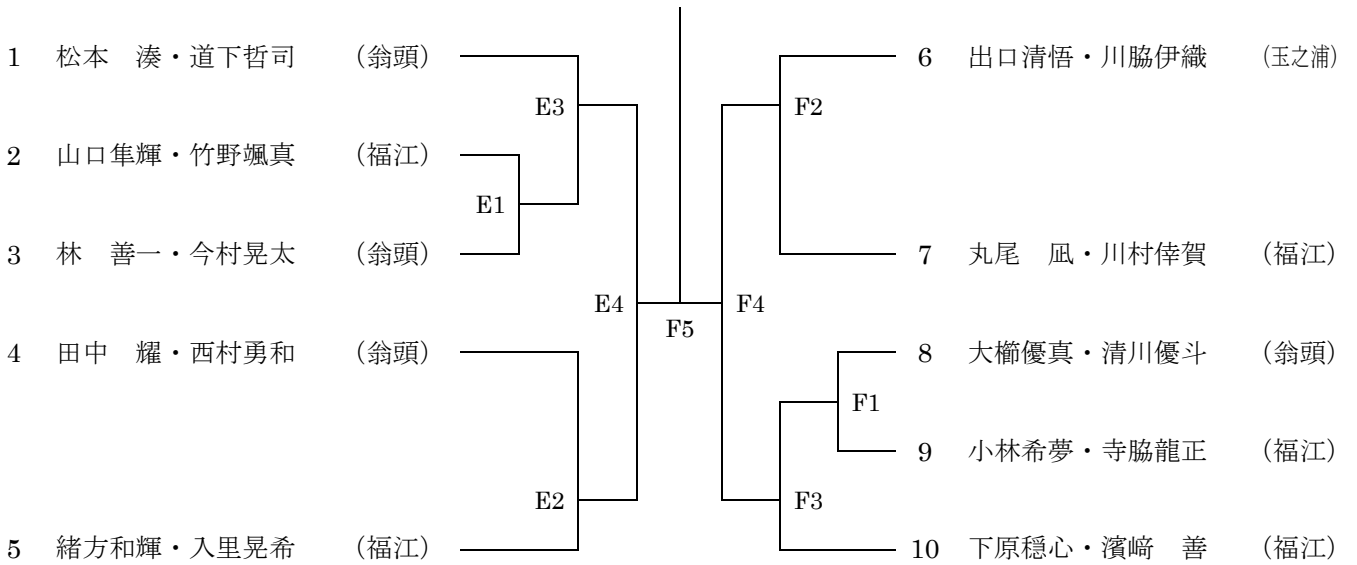 1 松本 湊・道下哲司 (翁頭)
E3
2 山口隼輝・竹野颯真 (福江)
E1
3 林 善一・今村晃太 (翁頭)
E4
4 田中 耀・西村勇和 (翁頭)
E2
5 緒方和輝・入里晃希 (福江)
F5
6 出口清悟・川脇伊織 (玉之浦)
F2
7 丸尾 凪・川村倖賀 (福江)
F4
8 大櫛優真・清川優斗 (翁頭)
F1
9 小林希夢・寺脇龍正 (福江)
F3
10 下原穏心・濱﨑 善 (福江)